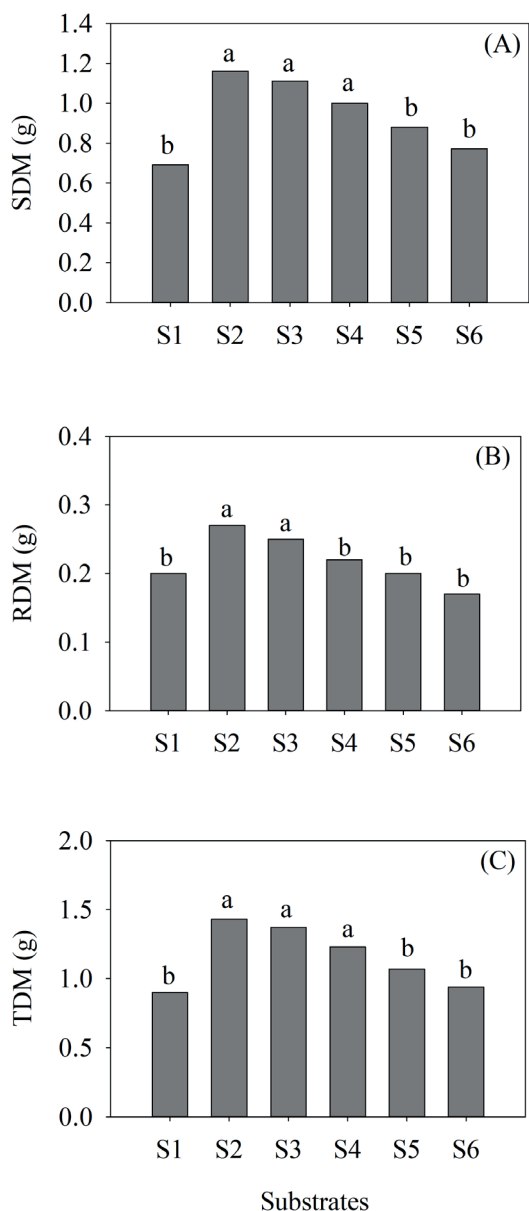 (A)
SDM (g)
1.4
1.2
1.0
0.8
0.6
0.4
0.2
0.0
b a a a b b
S1 S2 S3 S4 S5 S6
(B)
RDM (g)
0.4
0.3
0.2
0.1
0.0
b a a b b b
S1 S2 S3 S4 S5 S6
(C)
TDM (g)
2.0
1.5
1.0
0.5
0.0
b a a a b b
S1 S2 S3 S4 S5 S6
Substrates